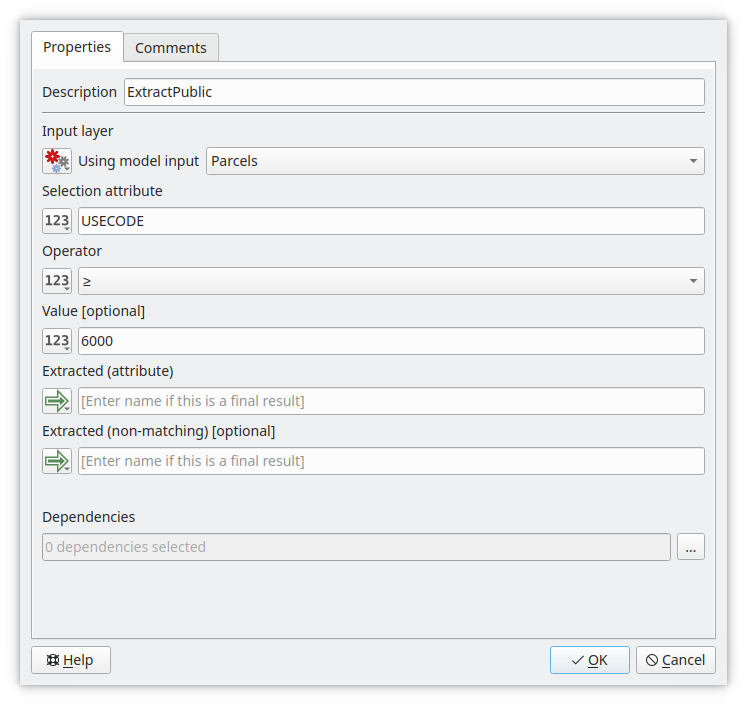 Properties Comments
Description ExtractPublic
Input layer
Using model input Parcels
Selection attribute
123 USECODE
Operator
123 ≥
Value [optional]
123 6000
Extracted (attribute)
[Enter name if this is a final result]
Extracted (non-matching) [optional]
[Enter name if this is a final result]
Dependencies
0 dependencies selected ...
Help OK Cancel